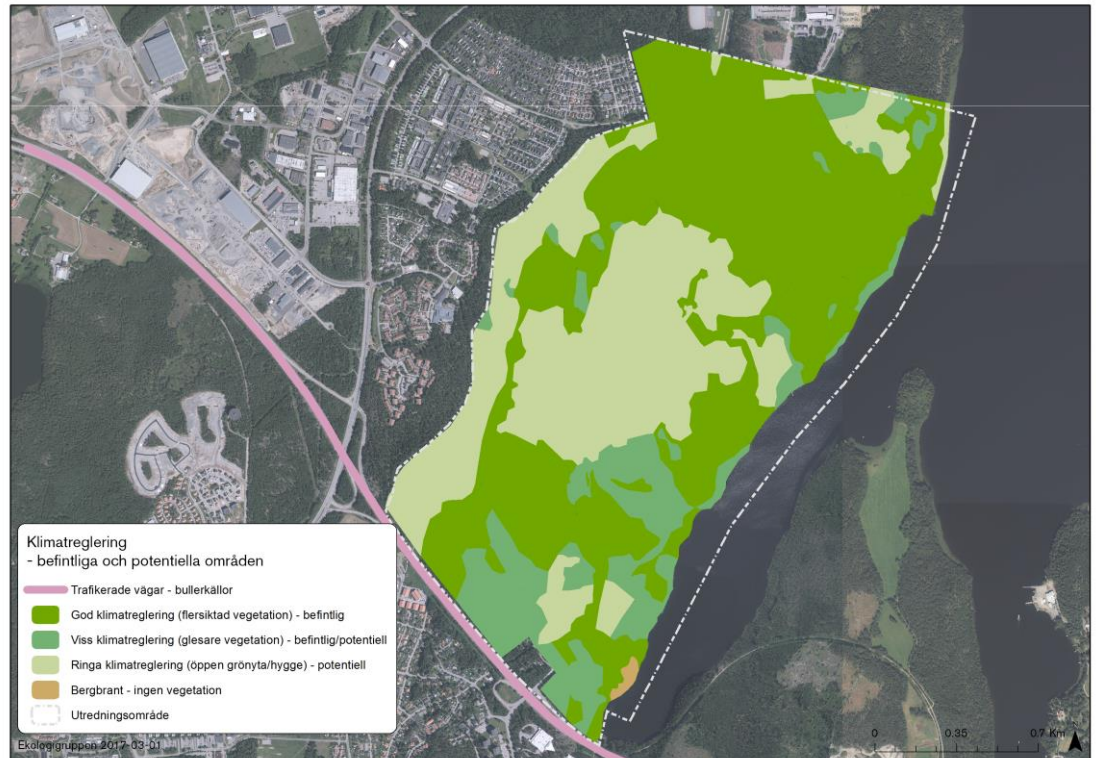 Klimatreglering
- befintliga och potentiella områden
Trafikerade vägar - bullerkällor
God klimatreglering (flersiktad vegetation) - befintlig
Viss klimatreglering (glesare vegetation) - befintlig/potentiell
Ringa klimatreglering (öppen grönyta/hygge) - potentiell
Bergbrant - ingen vegetation
Utredningsområde
Ekologigruppen 2017-03-01
0 0.35 0.7 Km